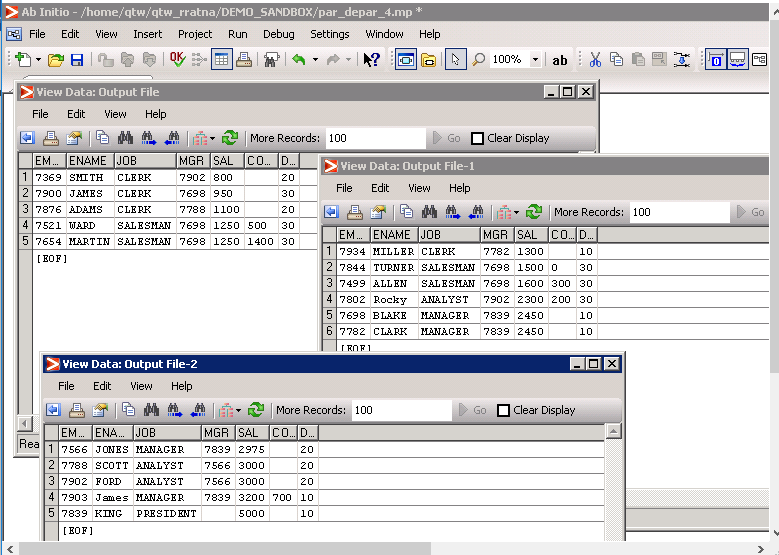 Ab Initio - /home/qtw/qtw_rratna/DEMO_SANDBOX/par_depar_4.mp *
File Edit View Insert Project Run Debug Settings Window Help
OK 100% ab
View Data: Output File
File Edit View Help
More Records: 100 Go Clear Display
EM... ENAME JOB MGR SAL CO... D...
1 7369 SMITH CLERK 7902 800 20
2 7900 JAMES CLERK 7698 950 30
3 7876 ADAMS CLERK 7788 1100 20
4 7521 WARD SALESMAN 7698 1250 500 30
5 7654 MARTIN SALESMAN 7698 1250 1400 30
[EOF]
Rea
View Data: Output File-1
File Edit View Help
More Records: 100 Go
EM... ENAME JOB MGR SAL CO... D...
1 7934 MILLER CLERK 7782 1300 10
2 7844 TURNER SALESMAN 7698 1500 0 30
3 7499 ALLEN SALESMAN 7698 1600 300 30
4 7802 Rocky ANALYST 7902 2300 200 30
5 7698 BLAKE MANAGER 7839 2450 10
6 7782 CLARK MANAGER 7839 2450 10
[EOF]
View Data: Output File-2
File Edit View Help
More Records: 100 Go Clear Display
EM... ENA... JOB MGR SAL CO... D...
1 7566 JONES MANAGER 7839 2975 20
2 7788 SCOTT ANALYST 7566 3000 20
3 7902 FORD ANALYST 7566 3000 20
4 7903 James MANAGER 7839 3200 700 10
5 7839 KING PRESIDENT 5000 10
[EOF]